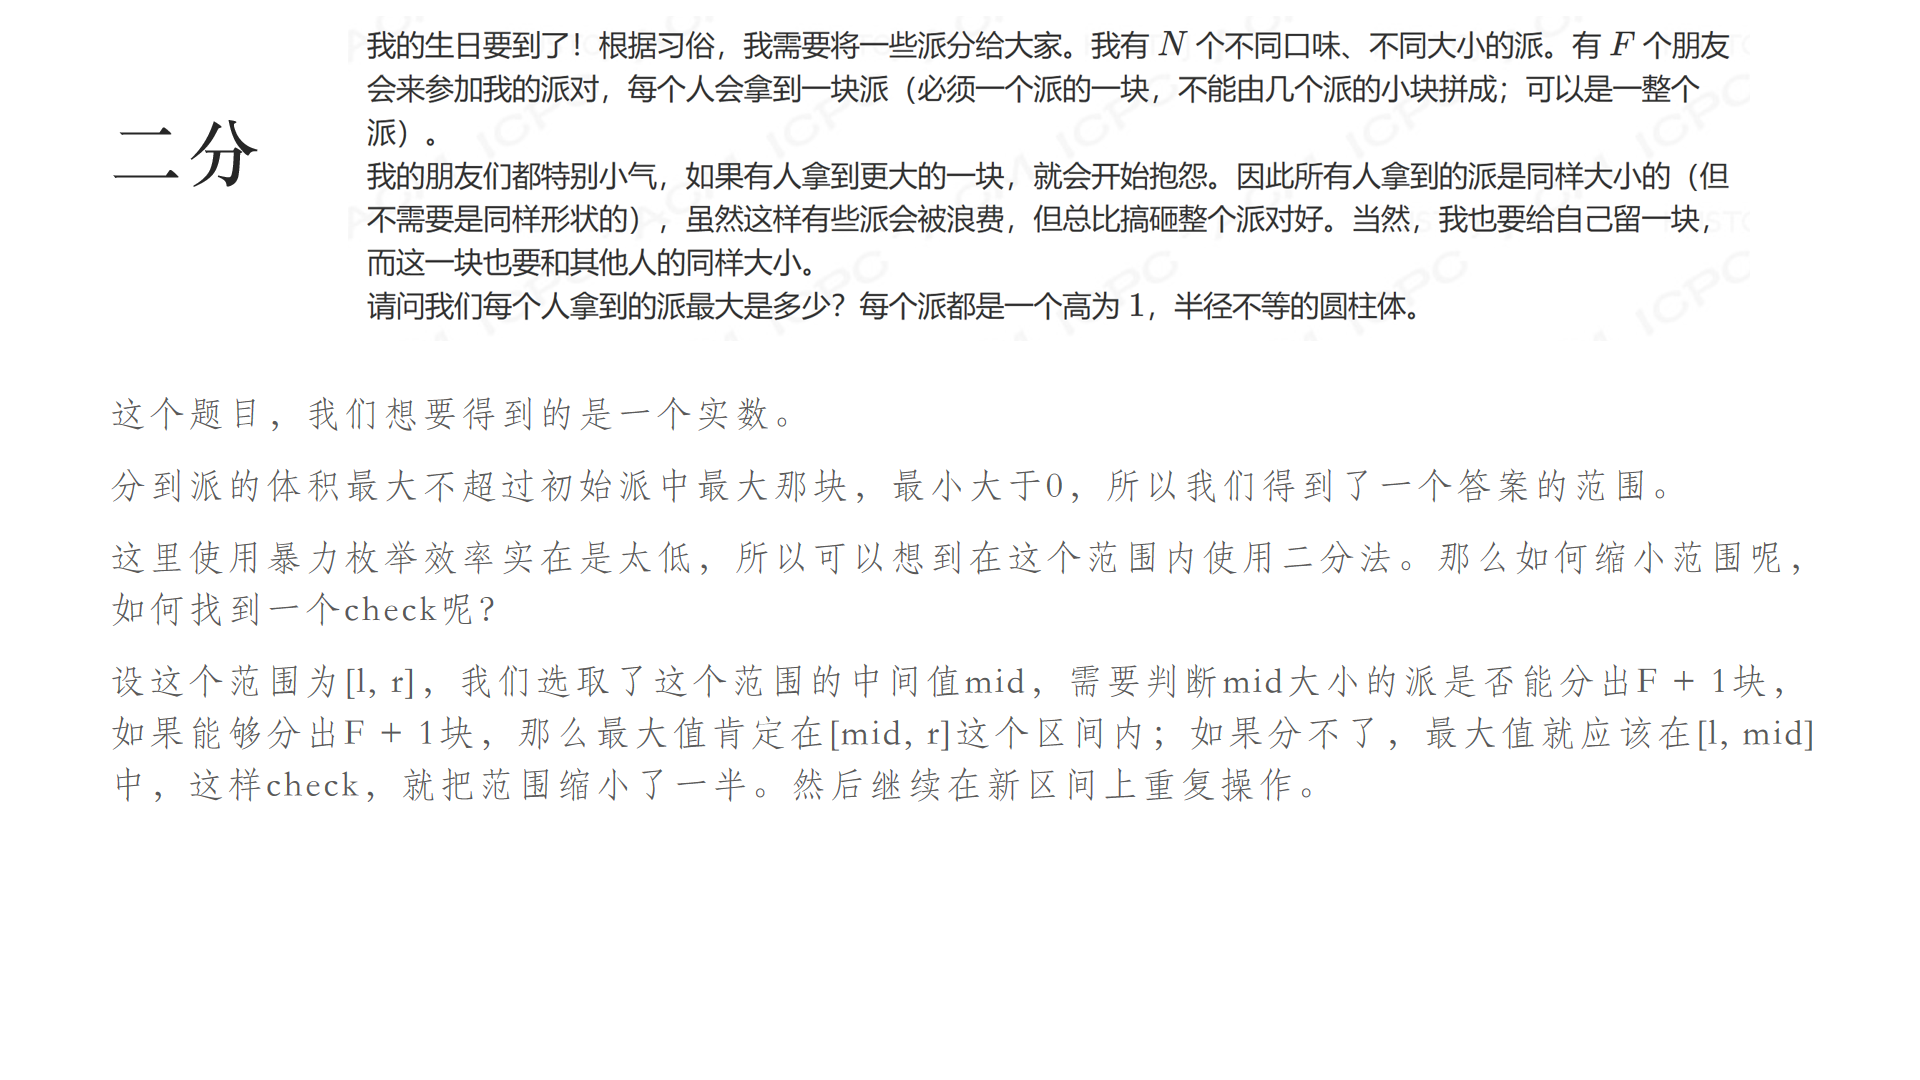 二分
我的生日要到了！根据习俗，我需要将一些派分给大家。我有 N 个不同口味、不同大小的派。有 F 个朋友
会来参加我的派对，每个人会拿到一块派（必须一个派的一块，不能由几个派的小块拼成；可以是一整个
派）。
我的朋友们都特别小气，如果有人拿到更大的一块，就会开始抱怨。因此所有人拿到的派是同样大小的（但
不需要是同样形状的），虽然这样有些派会被浪费，但总比搞砸整个派对好。当然，我也要给自己留一块，
而这一块也要和其他人的同样大小。
请问我们每个人拿到的派最大是多少？每个派都是一个高为 1，半径不等的圆柱体。
这个题目，我们想要得到的是一个实数。
分到派的体积最大不超过初始派中最大那块，最小大于0，所以我们得到了一个答案的范围。
这里使用暴力枚举效率实在是太低，所以可以想到在这个范围内使用二分法。那么如何缩小范围呢，
如何找到一个check呢?
设这个范围为[l, r]，我们选取了这个范围的中间值mid，需要判断mid大小的派是否能分出F + 1块，
如果能够分出F + 1块，那么最大值肯定在[mid, r]这个区间内；如果分不了，最大值就应该在[l, mid]
中，这样check，就把范围缩小了一半。然后继续在新区间上重复操作。